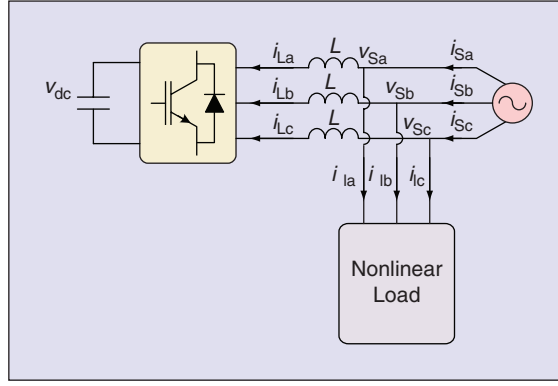 i_La L v_Sa i_Sa
v_dc i_Lb L v_Sb i_Sb
i_Lc L v_Sc i_Sc
i_la i_lb i_lc
Nonlinear
Load